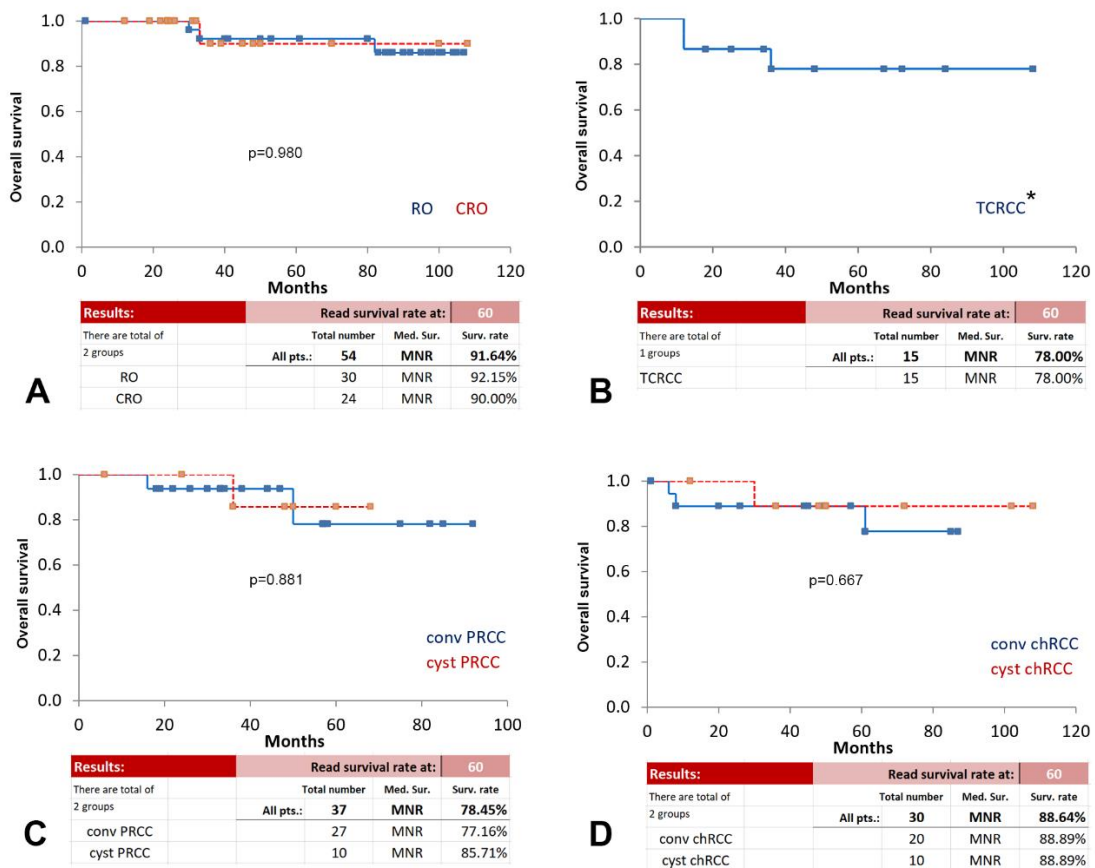 1.0
0.8
0.6
0.4
0.2
0.0
Overall survival
p=0.980
RO CRO
0 20 40 60 80 100 120
Months
Results: Read survival rate at: 60
There are total of Total number Med. Sur. Surv. rate
2 groups All pts.: 54 MNR 91.64%
RO 30 MNR 92.15%
CRO 24 MNR 90.00%
A
1.0
0.8
0.6
0.4
0.2
0.0
Overall survival
TCRCC*
0 20 40 60 80 100 120
Months
Results: Read survival rate at: 60
There are total of Total number Med. Sur. Surv. rate
1 groups All pts.: 15 MNR 78.00%
TCRCC 15 MNR 78.00%
B
1.0
0.8
0.6
0.4
0.2
0.0
Overall survival
p=0.881
conv PRCC
cyst PRCC
0 20 40 60 80 100
Months
Results: Read survival rate at: 60
There are total of Total number Med. Sur. Surv. rate
2 groups All pts.: 37 MNR 78.45%
conv PRCC 27 MNR 77.16%
cyst PRCC 10 MNR 85.71%
C
1.0
0.8
0.6
0.4
0.2
0.0
Overall survival
p=0.667
conv chRCC
cyst chRCC
0 20 40 60 80 100 120
Months
Results: Read survival rate at: 60
There are total of Total number Med. Sur. Surv. rate
2 groups All pts.: 30 MNR 88.64%
conv chRCC 20 MNR 88.89%
cyst chRCC 10 MNR 88.89%
D